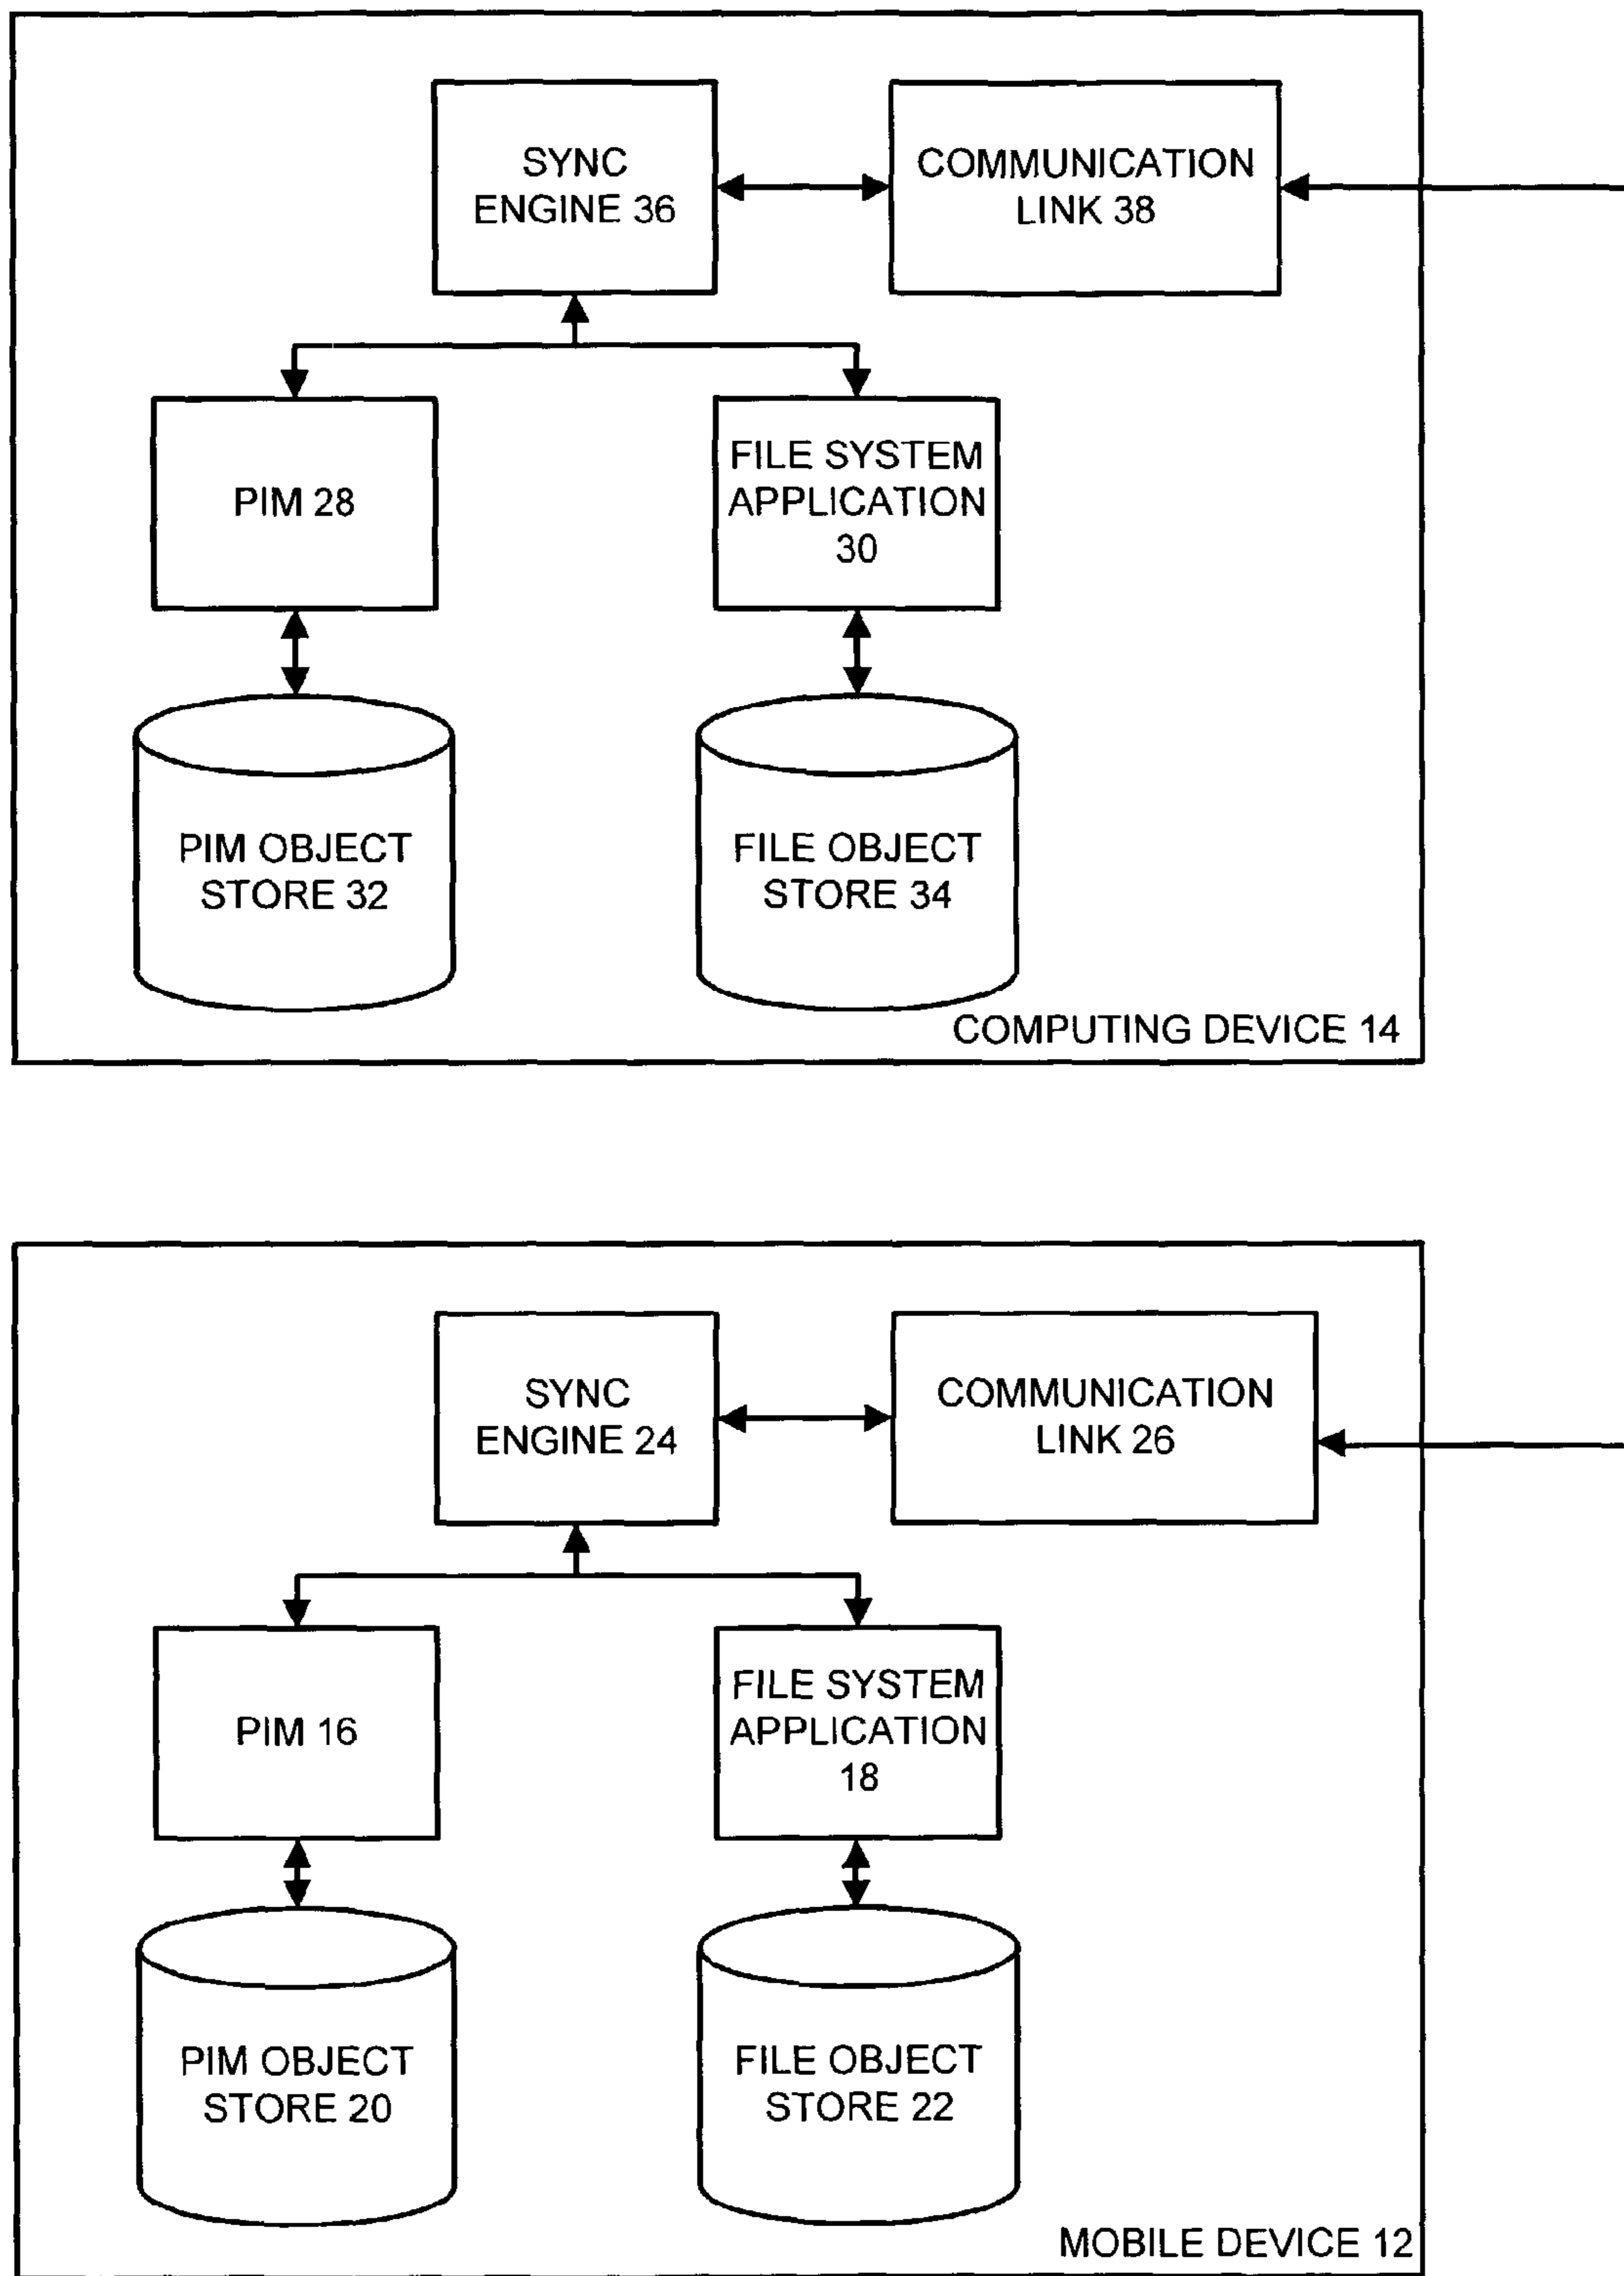 SYNC
ENGINE 36
COMMUNICATION
LINK 38
PIM 28
FILE SYSTEM
APPLICATION
30
PIM OBJECT
STORE 32
FILE OBJECT
STORE 34
COMPUTING DEVICE 14
SYNC
ENGINE 24
COMMUNICATION
LINK 26
PIM 16
FILE SYSTEM
APPLICATION
18
PIM OBJECT
STORE 20
FILE OBJECT
STORE 22
MOBILE DEVICE 12